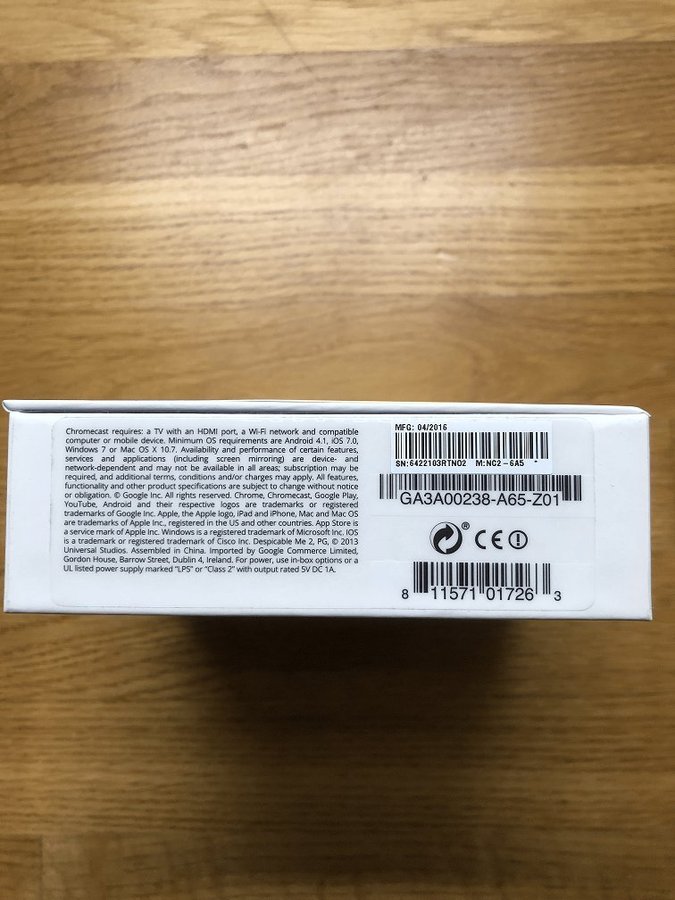 Chromecast requires: a TV with an HDMI port, a Wi-Fi network and compatible
computer or mobile device. Minimum OS requirements are Android 4.1, iOS 7.0,
Windows 7 or Mac OS X 10.7. Availability and performance of certain features,
services and applications (including screen mirroring) are device- and
network-dependent and may not be available in all areas; subscription may be
required, and additional terms, conditions and/or charges may apply. All features,
functionality and other product specifications are subject to change without notice
or obligation. © Google Inc. All rights reserved. Chrome, Chromecast, Google Play,
YouTube, Android and their respective logos are trademarks or registered
trademarks of Google Inc. Apple, the Apple logo, iPad and iPhone, Mac and Mac OS
are trademarks of Apple Inc., registered in the US and other countries. App Store is
a service mark of Apple Inc. Windows is a registered trademark of Microsoft Inc. IOS
is a trademark or registered trademark of Cisco Inc. Despicable Me 2, PG, © 2013
Universal Studios. Assembled in China. Imported by Google Commerce Limited,
Gordon House, Barrow Street, Dublin 4, Ireland. For power, use in-box options or a
UL listed power supply marked “LPS” or “Class 2” with output rated 5V DC 1A.
MFG: 04/2016
SN:6422103RTNO2 M:NC2-6A5 *
GA3A00238-A65-Z01
® CE
8 11571 01726 3